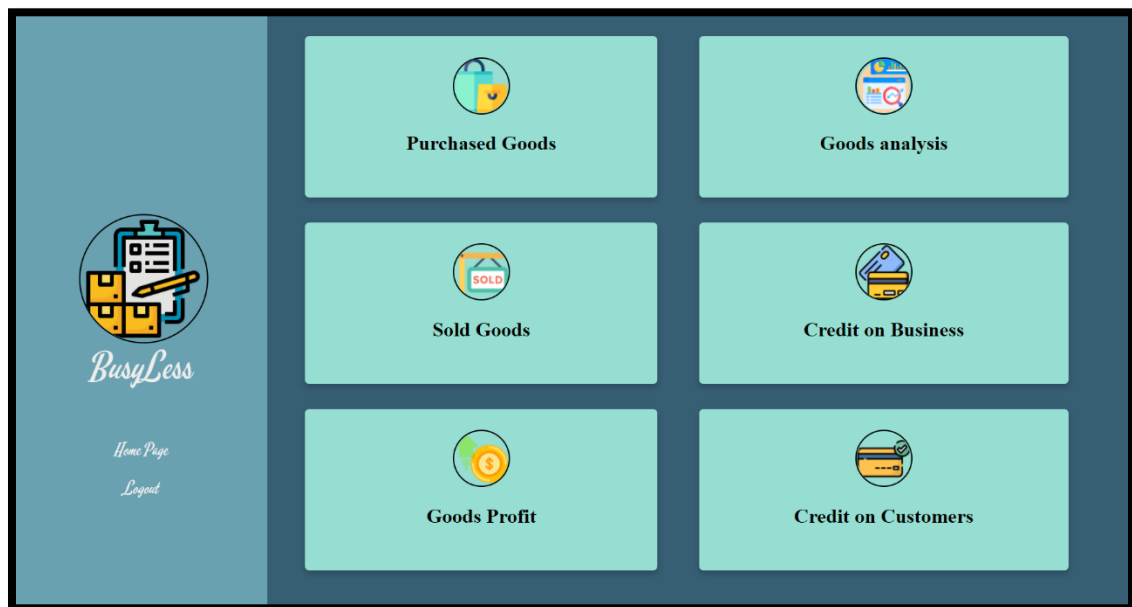 Purchased Goods
Goods analysis
SOLD
Sold Goods
Credit on Business
BusyLess
Home Page
Logout
Goods Profit
Credit on Customers